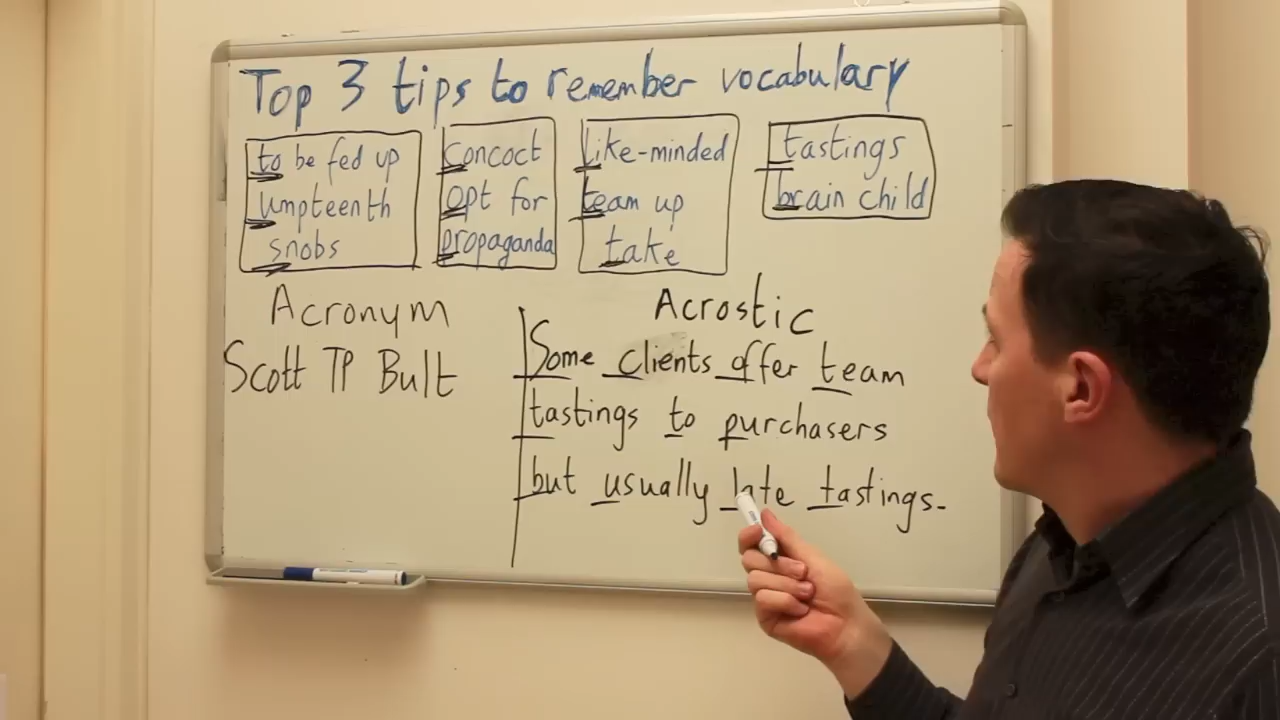 Top 3 tips to remember vocabulary
to be fed up
umpteenth
snobs
concoct
opt for
propaganda
like-minded
team up
take
tastings
brain child
Acronym
Scott TP Bult
Acrostic
Some clients offer team
tastings to purchasers
but usually late tastings.